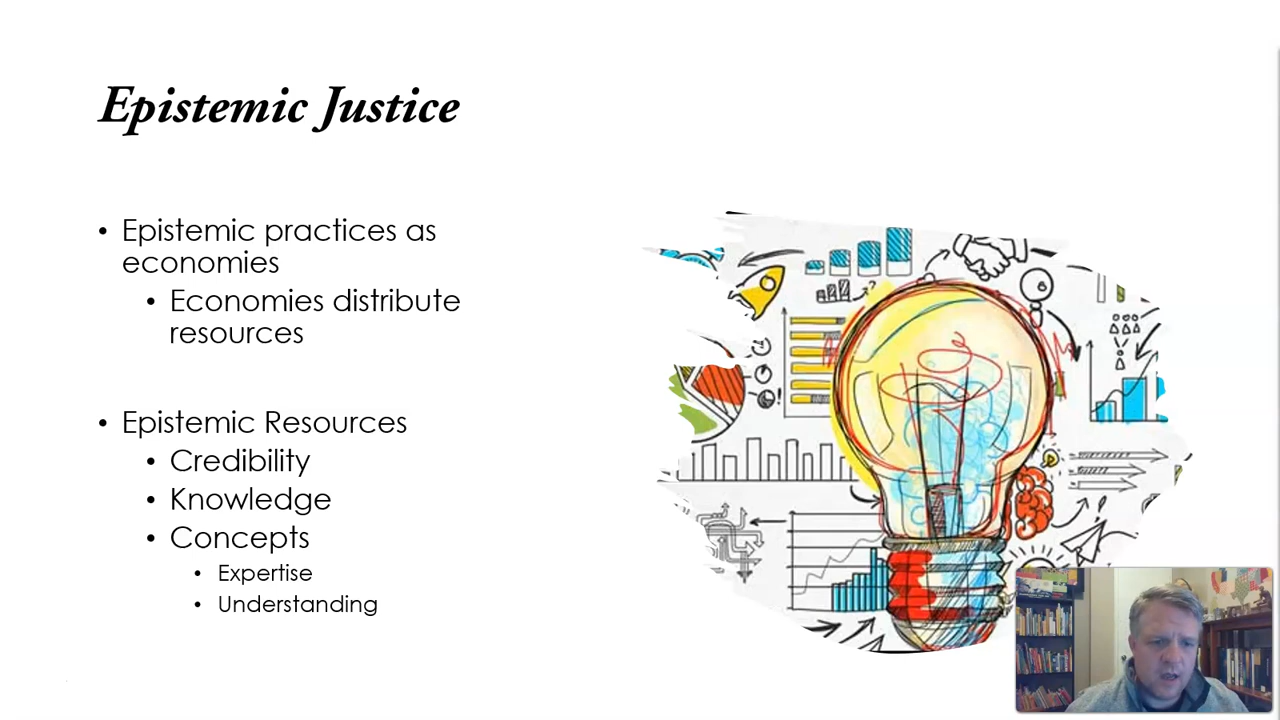 Epistemic Justice
• Epistemic practices as
economies
• Economies distribute
resources
• Epistemic Resources
• Credibility
• Knowledge
• Concepts
• Expertise
• Understanding